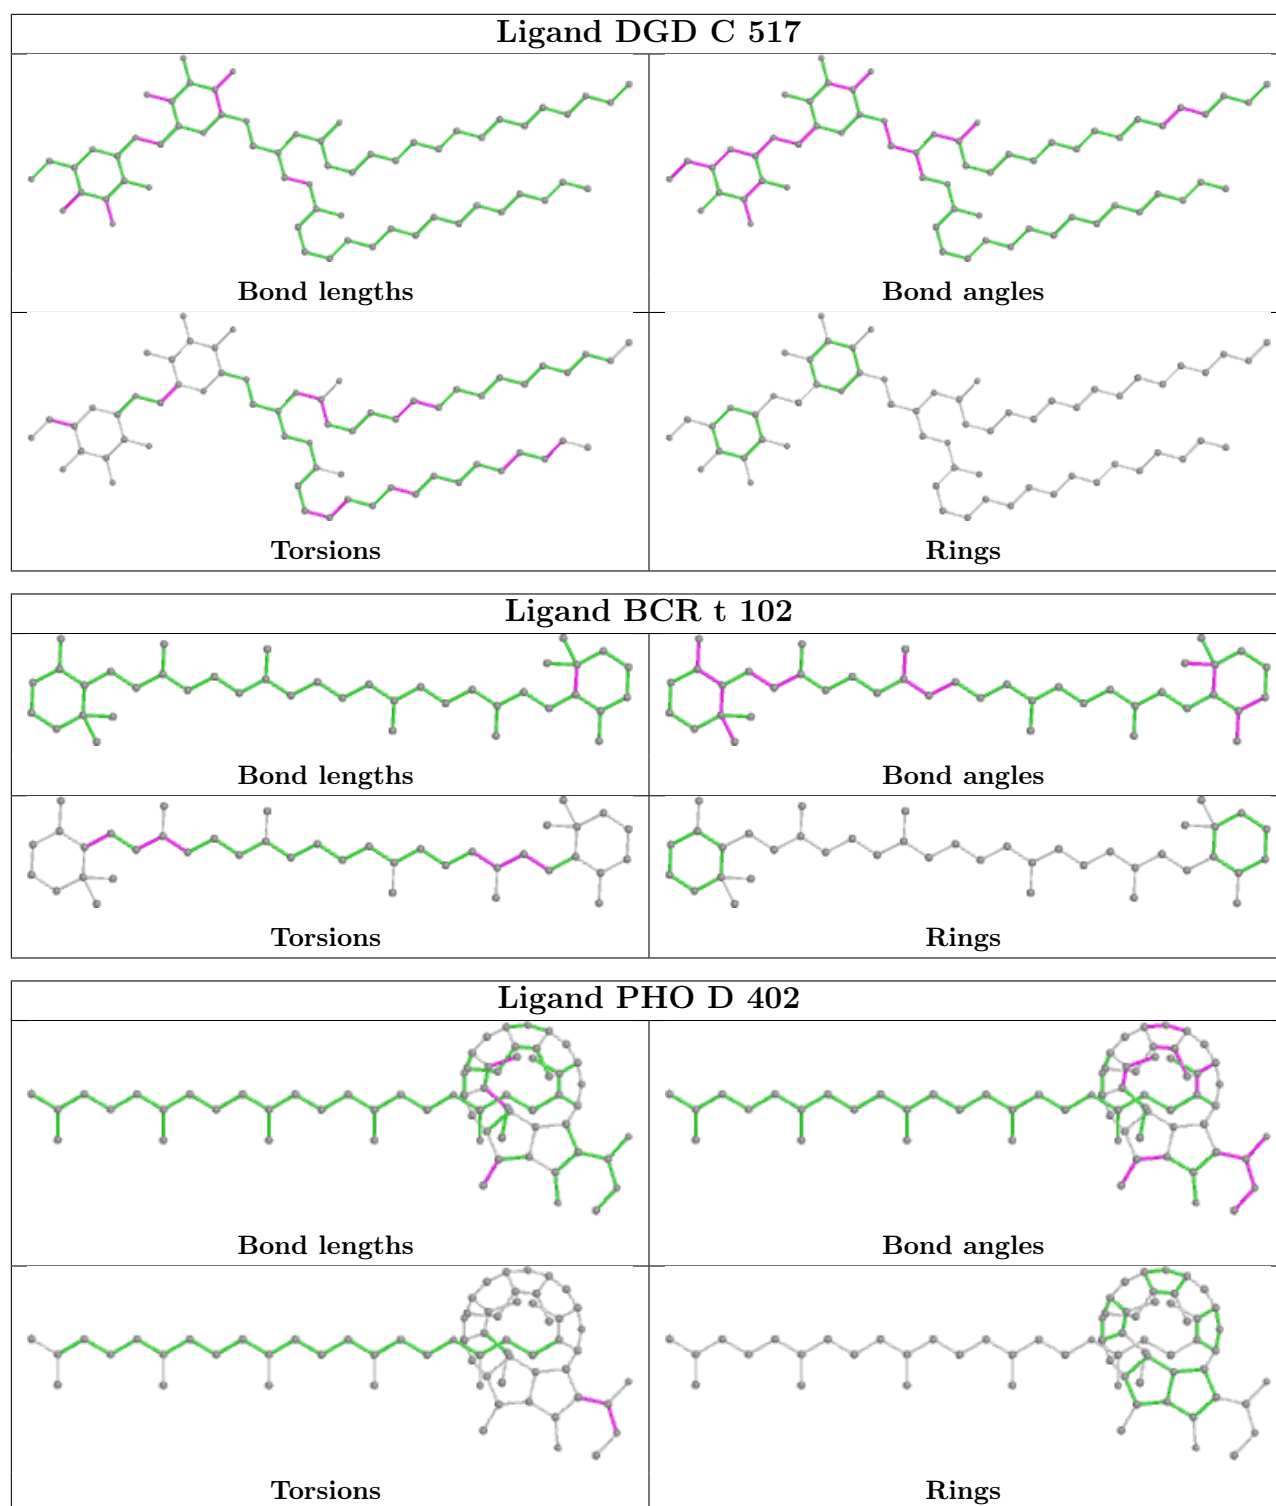 Ligand DGD C 517
Bond lengths
Bond angles
Torsions
Rings
Ligand BCR t 102
Bond lengths
Bond angles
Torsions
Rings
Ligand PHO D 402
Bond lengths
Bond angles
Torsions
Rings